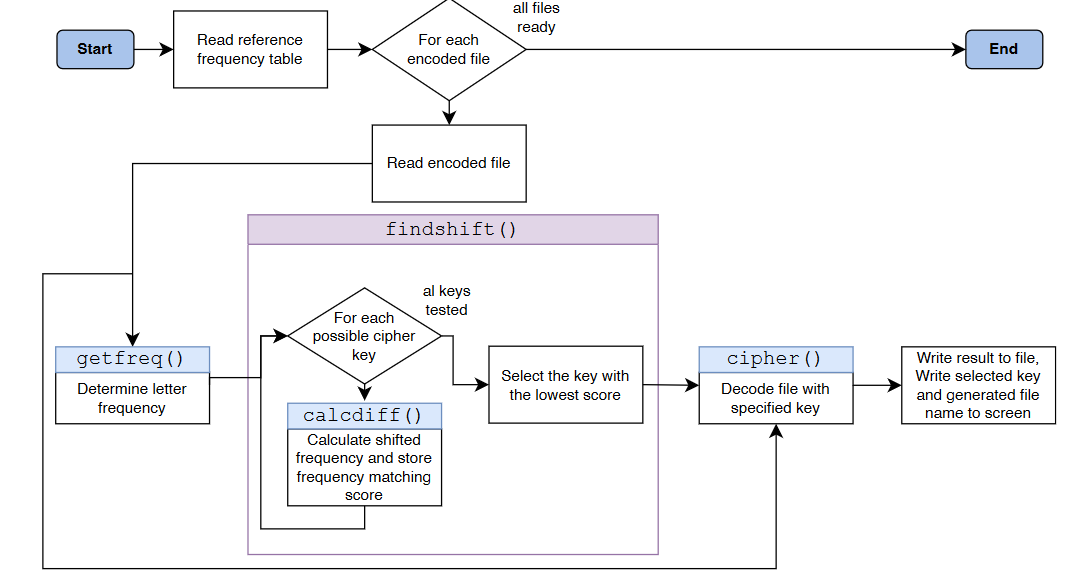 all files
ready
Start
Read reference
frequency table
For each
encoded file
End
Read encoded file
findshift()
al keys
tested
For each
possible cipher
key
getfreq()
Determine letter
frequency
Select the key with
the lowest score
cipher()
Decode file with
specified key
Write result to file,
Write selected key
and generated file
name to screen
calcdiff()
Calculate shifted
frequency and store
frequency matching
score